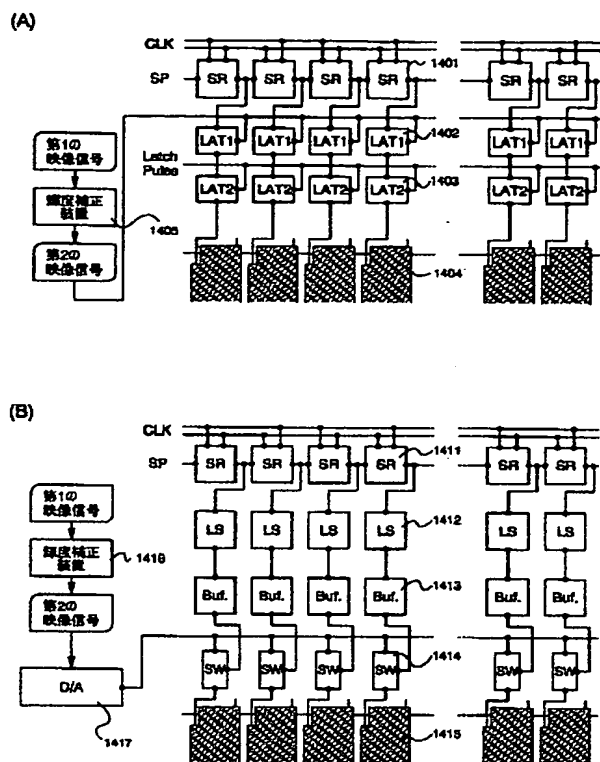 (A)
CLK
SP
SR SR SR SR SR SR
1401
第1の
映像信号
LAT1 LAT1 LAT1 LAT1 LAT1 LAT1
1402
Latch
Pulse
輝度補正
装置
1405
LAT2 LAT2 LAT2 LAT2 LAT2 LAT2
1403
第2の
映像信号
1404
(B)
CLK
SP
SR SR SR SR SR SR
1411
第1の
映像信号
LS LS LS LS LS LS
1412
輝度補正
装置
1416
Buf. Buf. Buf. Buf. Buf. Buf.
1413
第2の
映像信号
SW SW SW SW SW SW
1414
D/A
1417
1415